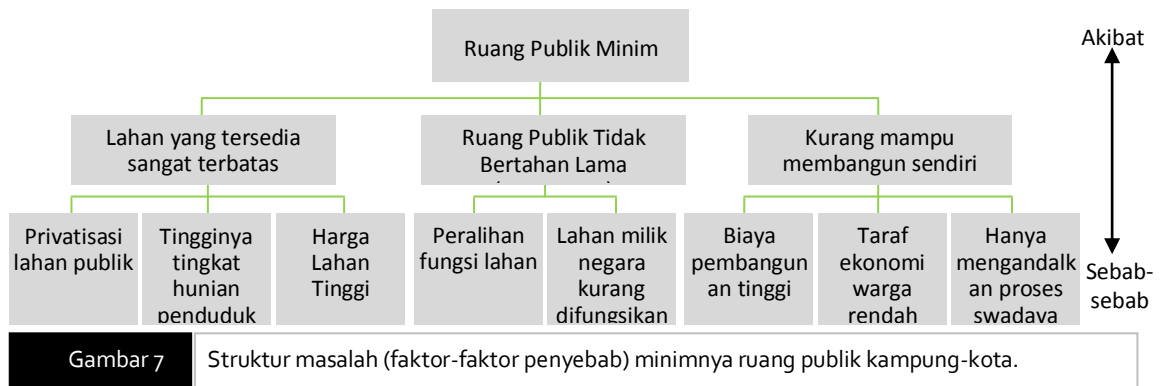 Ruang Publik Minim
Akibat
Lahan yang tersedia
sangat terbatas
Ruang Publik Tidak
Bertahan Lama
Kurang mampu
membangun sendiri
Privatisasi
lahan publik
Tingginya
tingkat
hunian
penduduk
Harga
Lahan
Tinggi
Peralihan
fungsi lahan
Lahan milik
negara
kurang
difungsikan
Biaya
pembangun
an tinggi
Taraf
ekonomi
warga
rendah
Hanya
mengandalk
an proses
swadaya
Sebab-
sebab
Gambar 7
Struktur masalah (faktor-faktor penyebab) minimnya ruang publik kampung-kota.